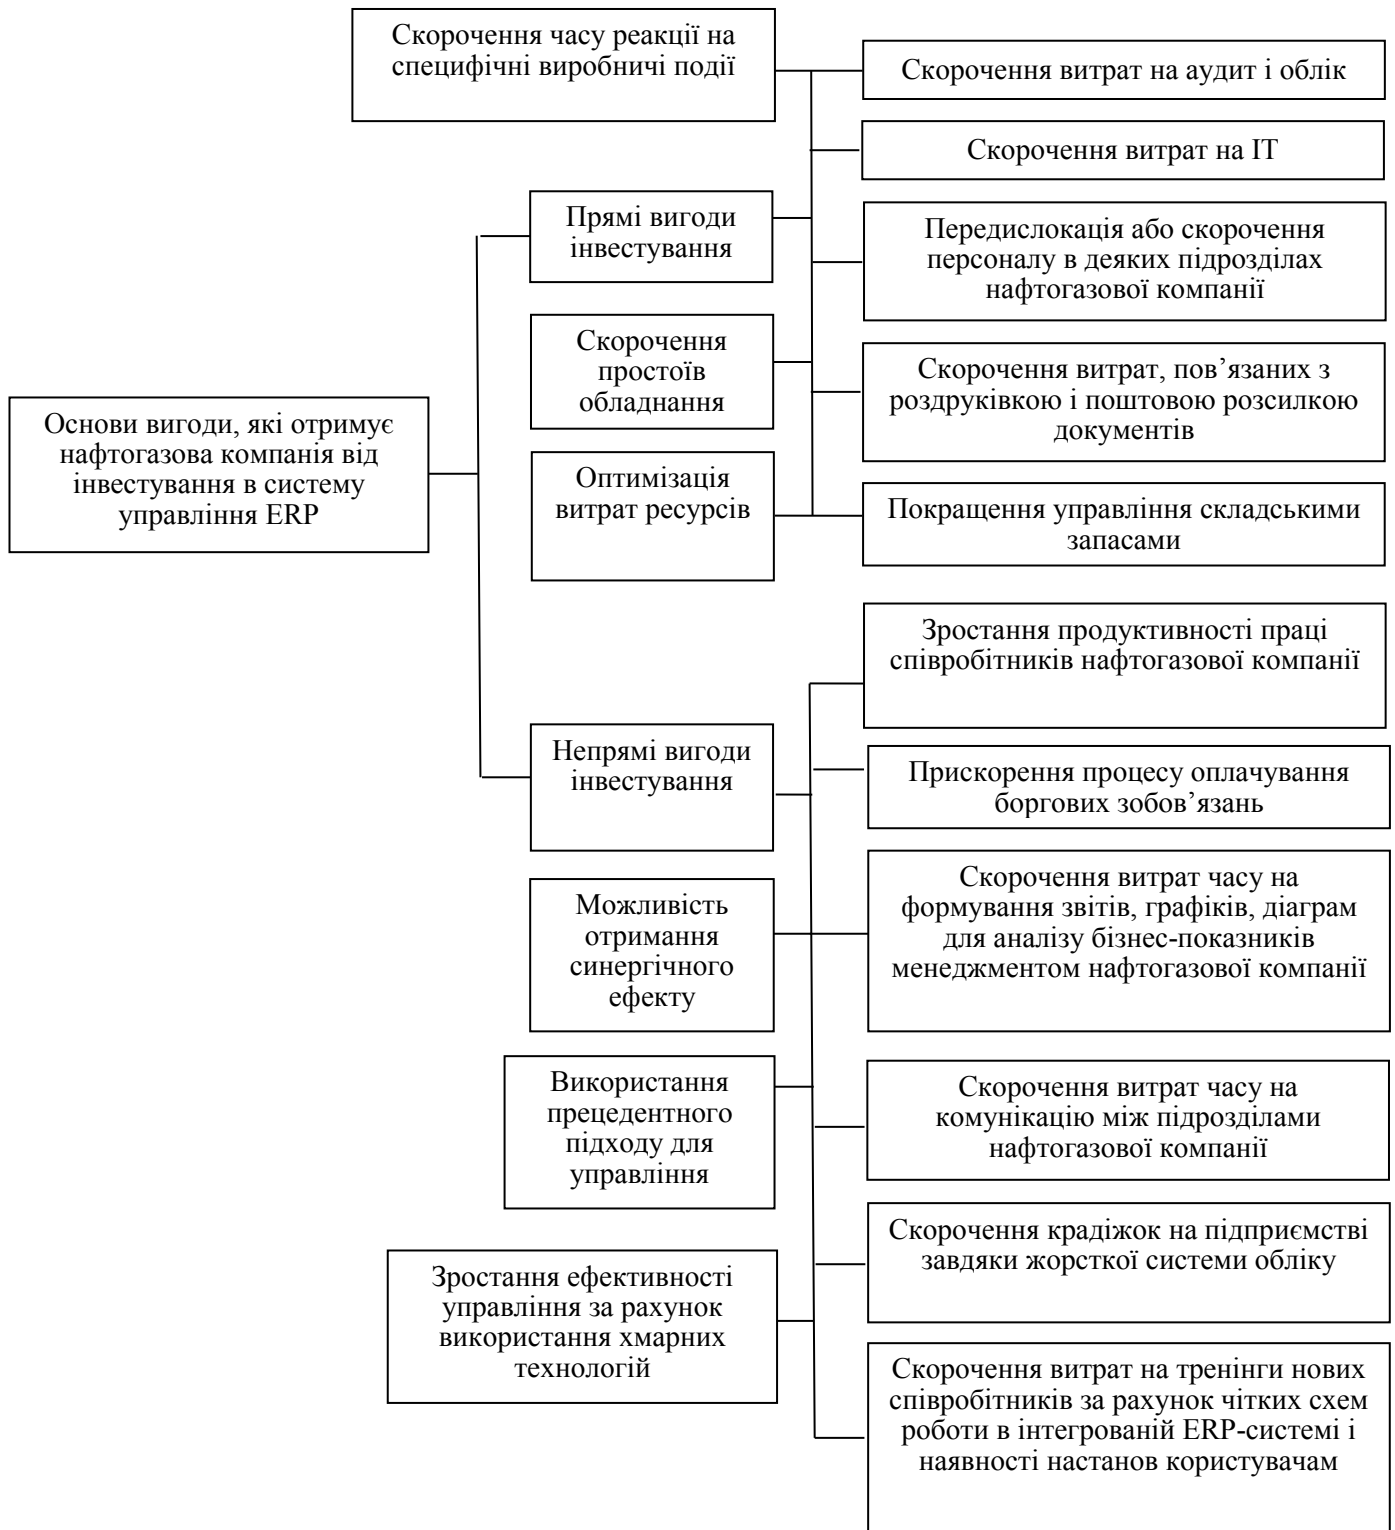 Скорочення часу реакції на
специфічні виробничі події
Скорочення витрат на аудит і облік
Скорочення витрат на ІТ
Прямі вигоди
інвестування
Передислокація або скорочення
персоналу в деяких підрозділах
нафтогазової компанії
Скорочення
простоїв
обладнання
Скорочення витрат, пов’язаних з
роздруківкою і поштовою розсилкою
документів
Основи вигоди, які отримує
нафтогазова компанія від
інвестування в систему
управління ERP
Оптимізація
витрат ресурсів
Покращення управління складськими
запасами
Зростання продуктивності праці
співробітників нафтогазової компанії
Непрямі вигоди
інвестування
Прискорення процесу оплачування
боргових зобов’язань
Можливість
отримання
синергічного
ефекту
Скорочення витрат часу на
формування звітів, графіків, діаграм
для аналізу бізнес-показників
менеджментом нафтогазової компанії
Використання
прецедентного
підходу для
управління
Скорочення витрат часу на
комунікацію між підрозділами
нафтогазової компанії
Скорочення крадіжок на підприємстві
завдяки жорсткої системи обліку
Зростання ефективності
управління за рахунок
використання хмарних
технологій
Скорочення витрат на тренінги нових
співробітників за рахунок чітких схем
роботи в інтегрованій ERP-системі і
наявності настанов користувачам